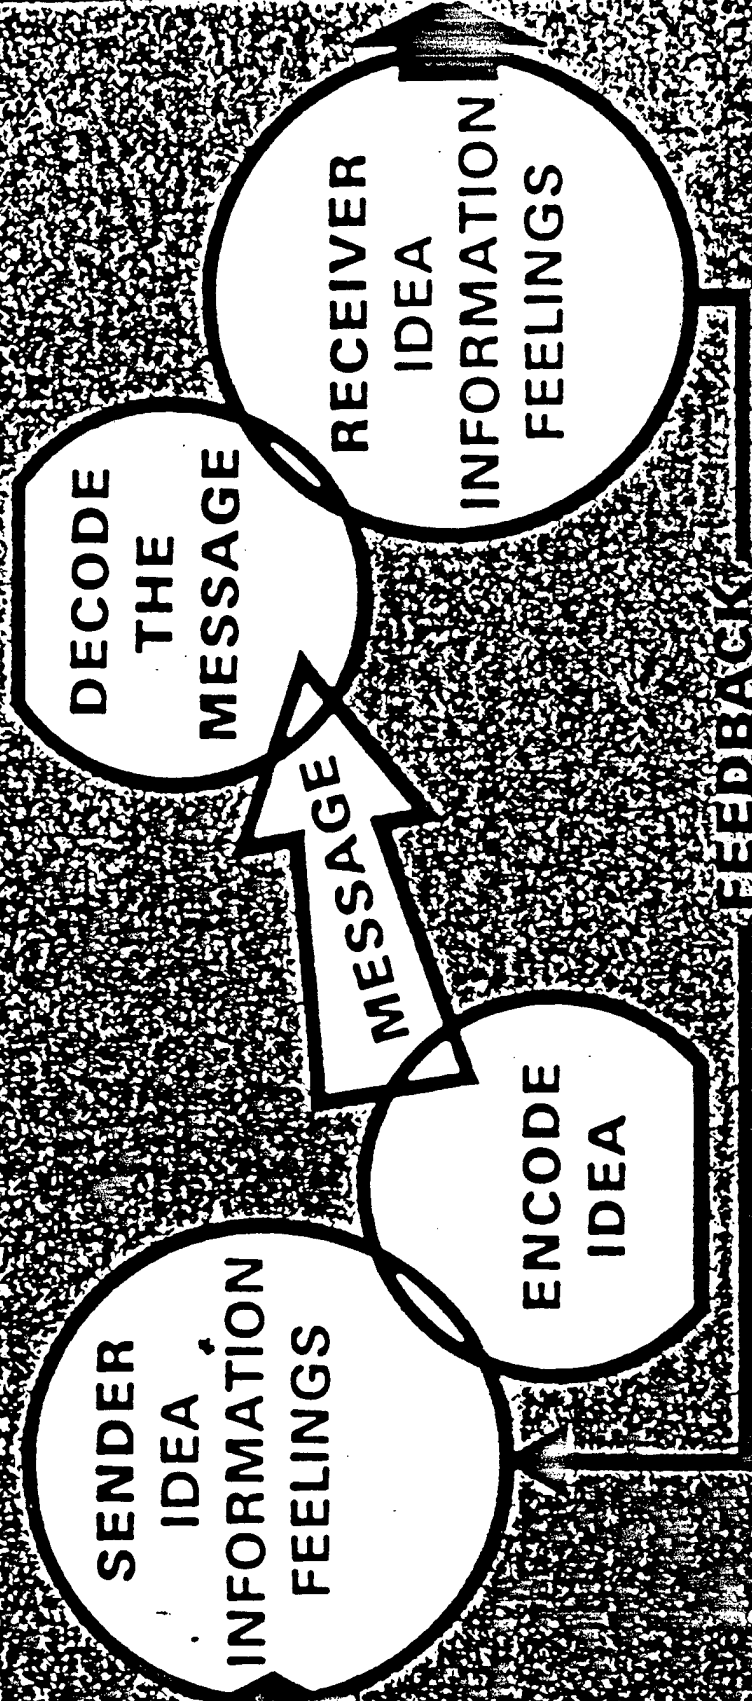 SENDER
IDEA
INFORMATION
FEELINGS
ENCODE
IDEA
MESSAGE
DECODE
THE
MESSAGE
RECEIVER
IDEA
INFORMATION
FEELINGS
FEEDBACK